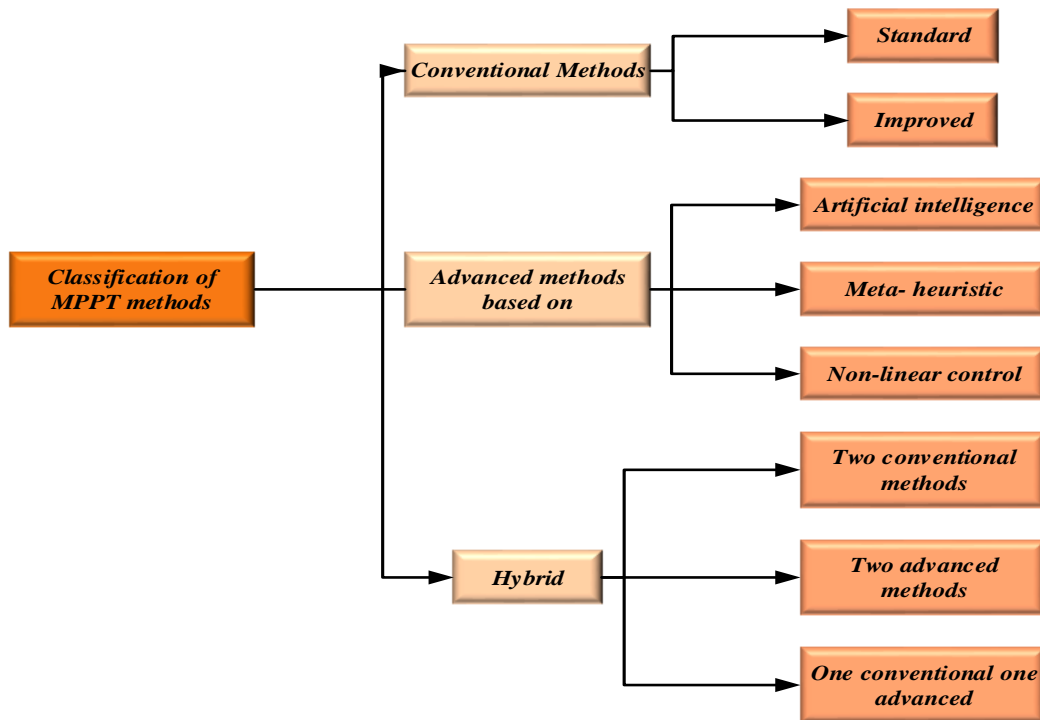 Classification of
MPPT methods
Conventional Methods
Standard
Improved
Advanced methods
based on
Artificial intelligence
Meta- heuristic
Non-linear control
Hybrid
Two conventional
methods
Two advanced
methods
One conventional one
advanced